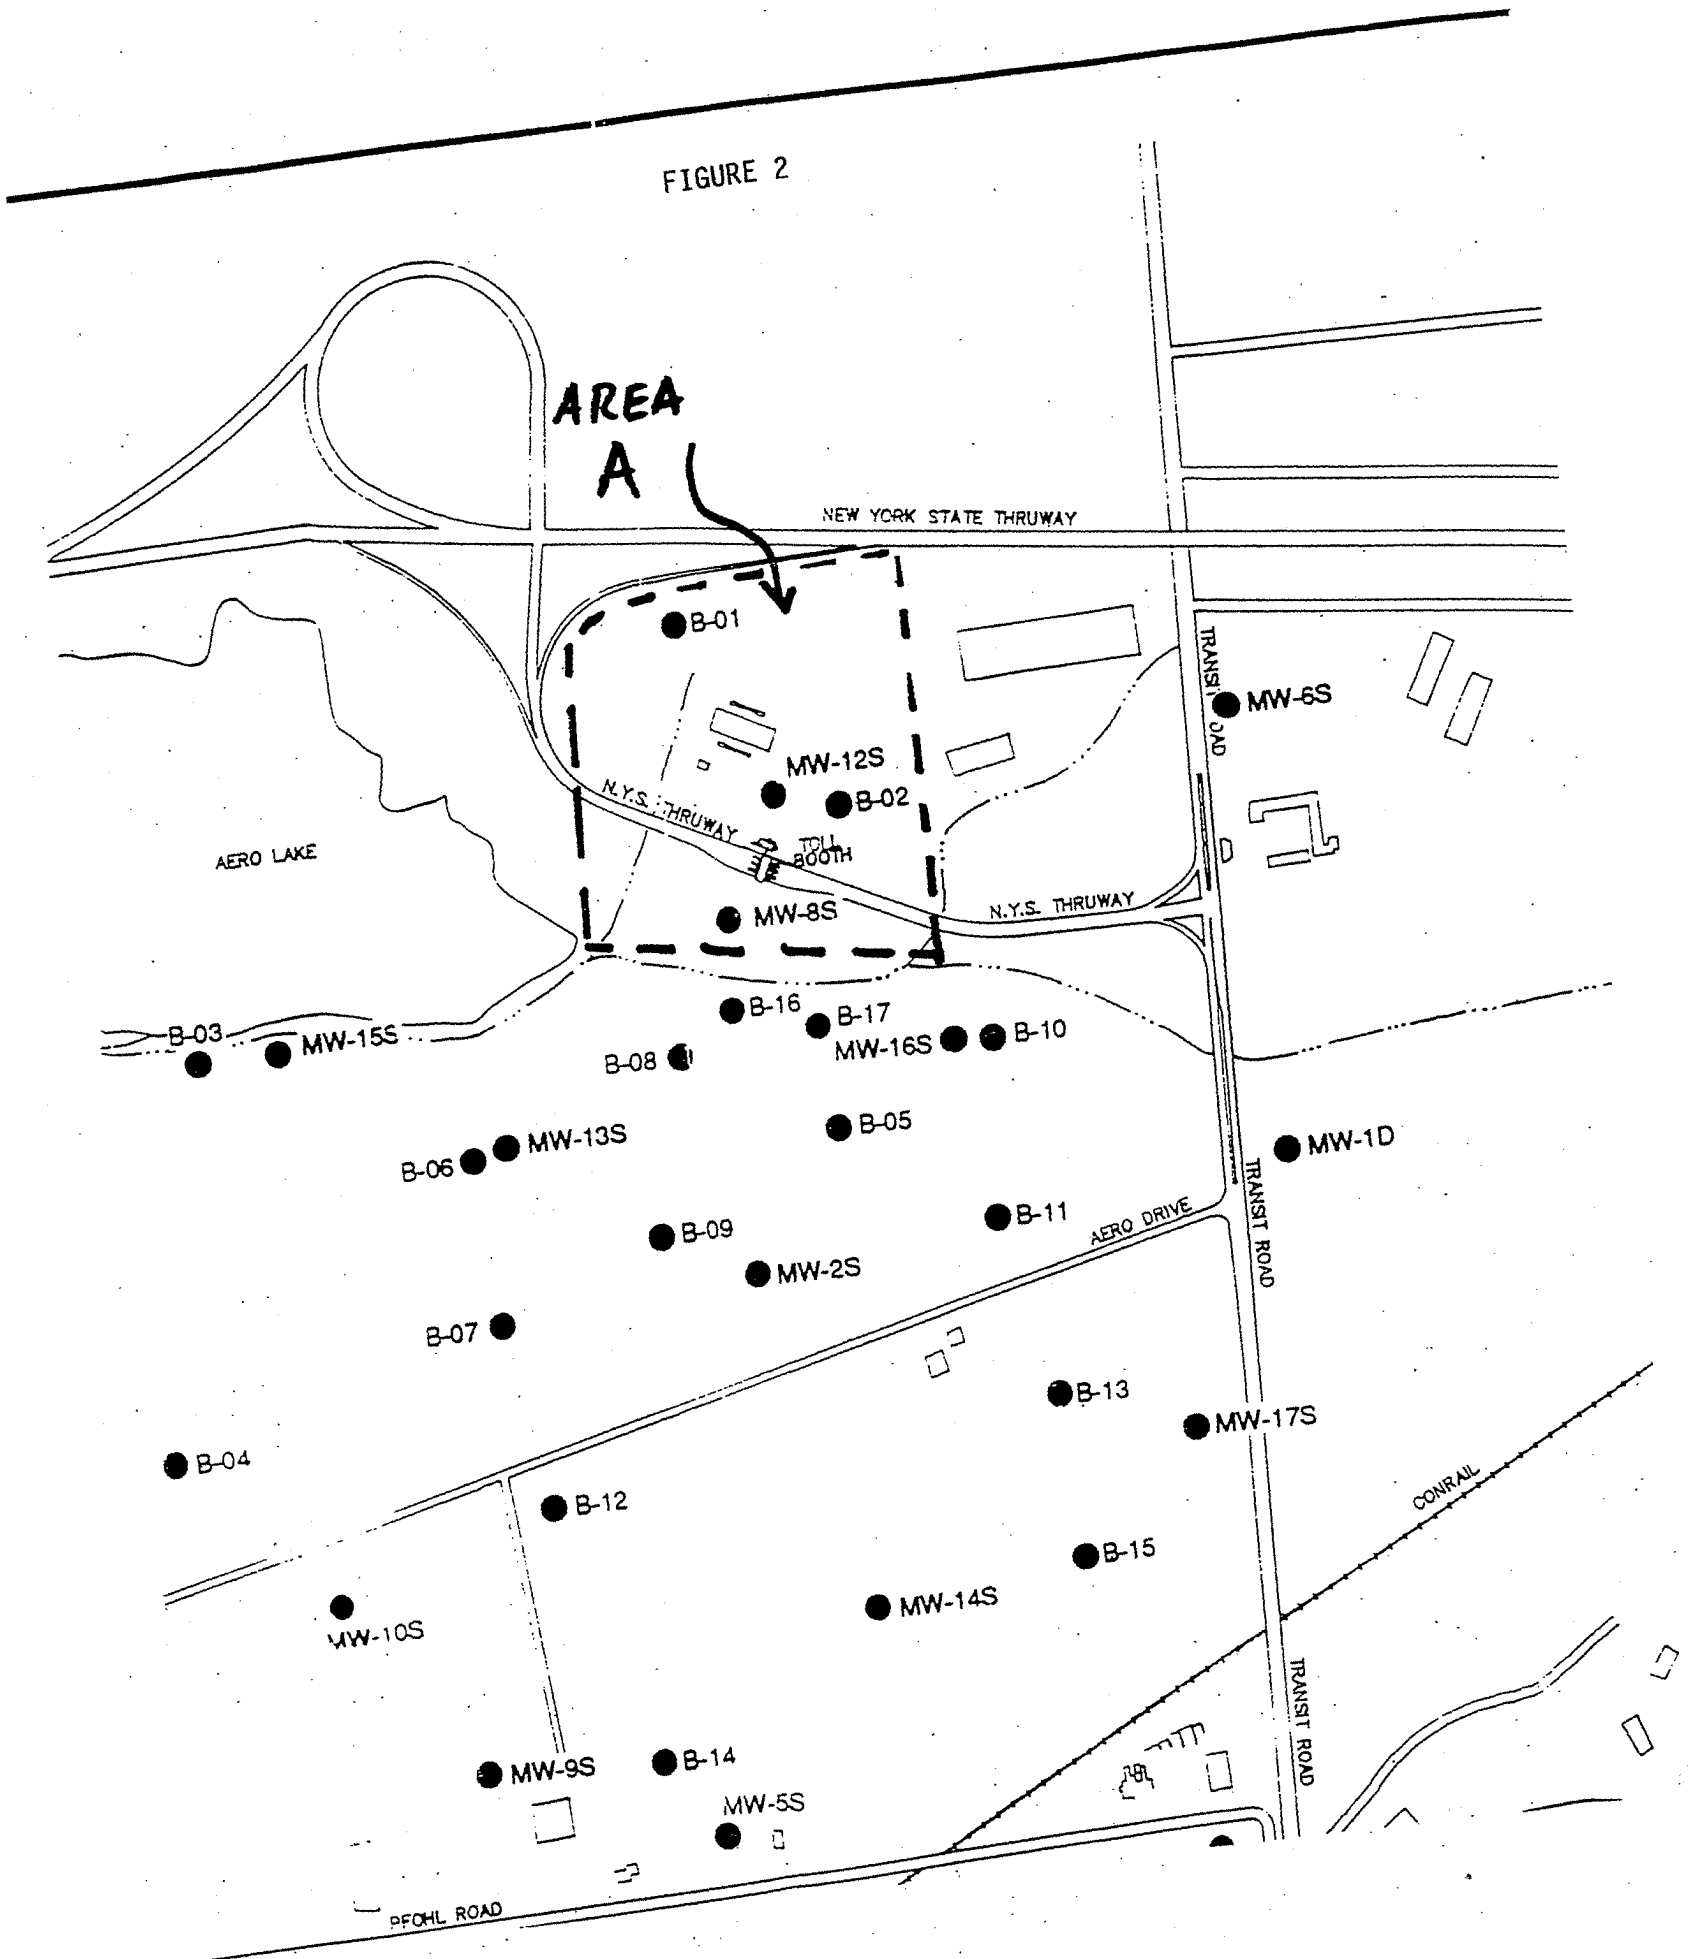 FIGURE 2
AREA
A
NEW YORK STATE THRUWAY
B-01
TRANSIT ROAD
MW-6S
MW-12S
B-02
N.Y.S. THRUWAY
TOLL
BOOTH
AERO LAKE
MW-8S
N.Y.S. THRUWAY
B-16
B-17
B-03
MW-15S
MW-16S
B-10
B-08
B-05
MW-13S
B-06
MW-1D
TRANSIT ROAD
B-11
AERO DRIVE
B-09
MW-2S
B-07
B-13
MW-17S
B-04
CONRAIL
B-12
B-15
MW-14S
MW-10S
TRANSIT ROAD
B-14
MW-9S
MW-5S
PFOHL ROAD